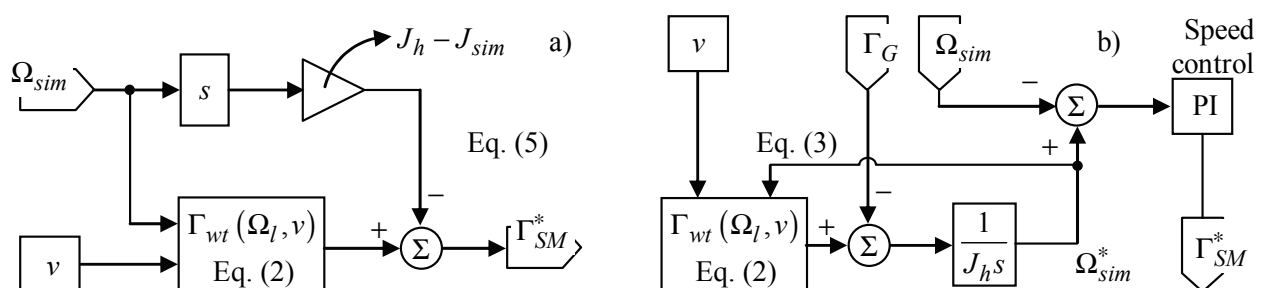 J_h − J_sim
a)
Ω_sim
s
Eq. (5)
−
Γ_wt (Ω_l, v)
Eq. (2)
v
+
Σ
Γ*_SM
v
Γ_G
Ω_sim
b)
Speed
control
−
Σ
PI
Eq. (3)
+
−
Γ_wt (Ω_l, v)
Eq. (2)
+
Σ
1
J_h s
Ω*_sim
Γ*_SM